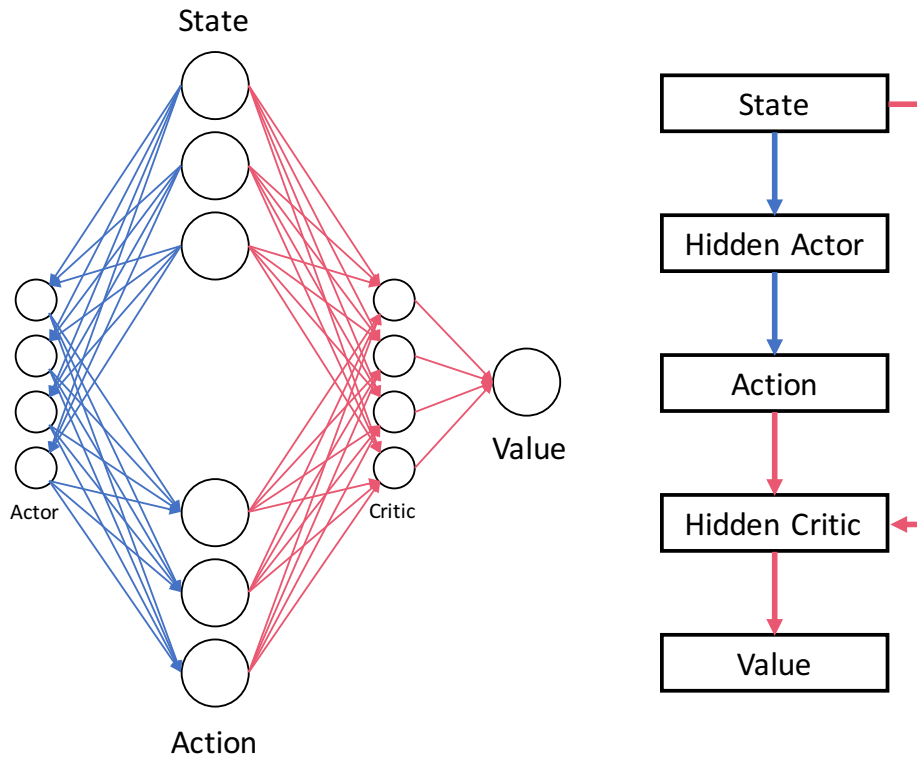 State
Actor
Critic
Value
Action
State
Hidden Actor
Action
Hidden Critic
Value